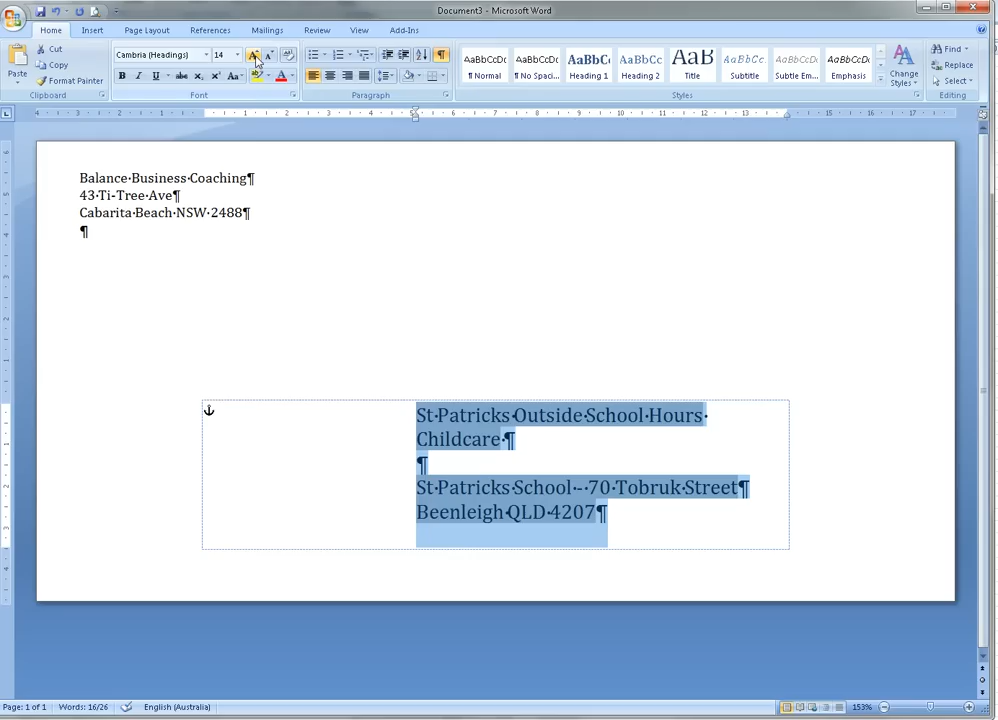 Document3 - Microsoft Word
Home Insert Page Layout References Mailings Review View Add-Ins
Paste
Cut
Copy
Format Painter
Clipboard
Cambria (Headings) 14
Font
Paragraph
AaBbCcDc AaBbCcDc AaBbC AaBbCc AaB AaBbCc. AaBbCcDc AaBbCcDc
¶ Normal ¶ No Spaci... Heading 1 Heading 2 Title Subtitle Subtle Em... Emphasis
Change
Styles
Styles
Find
Replace
Select
Editing
Balance·Business·Coaching¶
43·Ti-Tree·Ave¶
Cabarita·Beach·NSW·2488¶
¶
St·Patricks·Outside·School·Hours·
Childcare·¶
¶
St·Patricks·School·-·70·Tobruk·Street¶
Beenleigh·QLD·4207¶
Page: 1 of 1 Words: 16/26 English (Australia) 153%